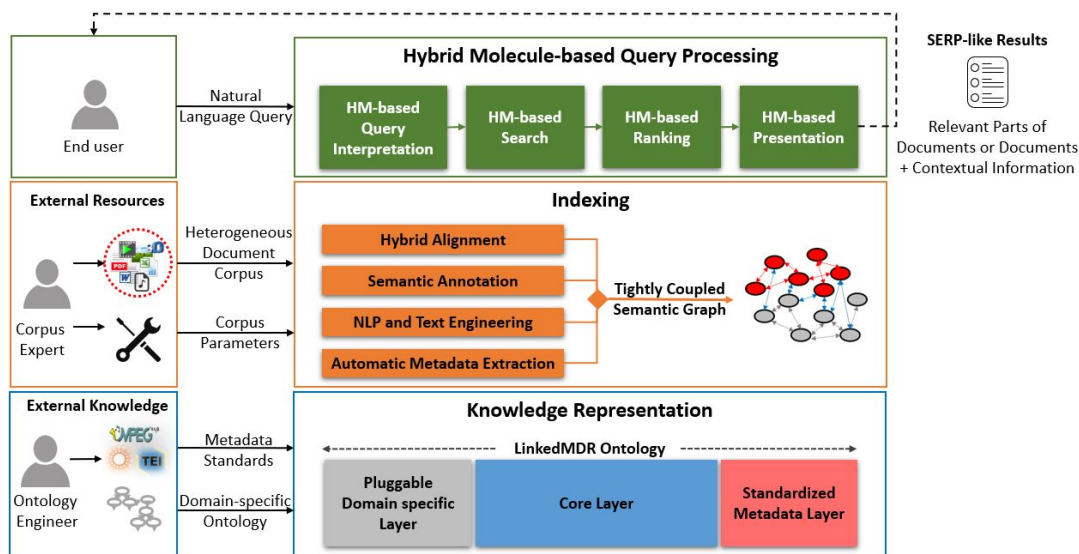 SERP-like Results
Relevant Parts of
Documents or Documents
+ Contextual Information
End user
Natural
Language Query
Hybrid Molecule-based Query Processing
HM-based
Query
Interpretation
HM-based
Search
HM-based
Ranking
HM-based
Presentation
External Resources
PDF
W
Corpus
Expert
Heterogeneous
Document
Corpus
Corpus
Parameters
Indexing
Hybrid Alignment
Semantic Annotation
NLP and Text Engineering
Automatic Metadata Extraction
Tightly Coupled
Semantic Graph
External Knowledge
MPEG
TEI
Ontology
Engineer
Metadata
Standards
Domain-specific
Ontology
Knowledge Representation
LinkedMDR Ontology
Pluggable
Domain specific
Layer
Core Layer
Standardized
Metadata Layer